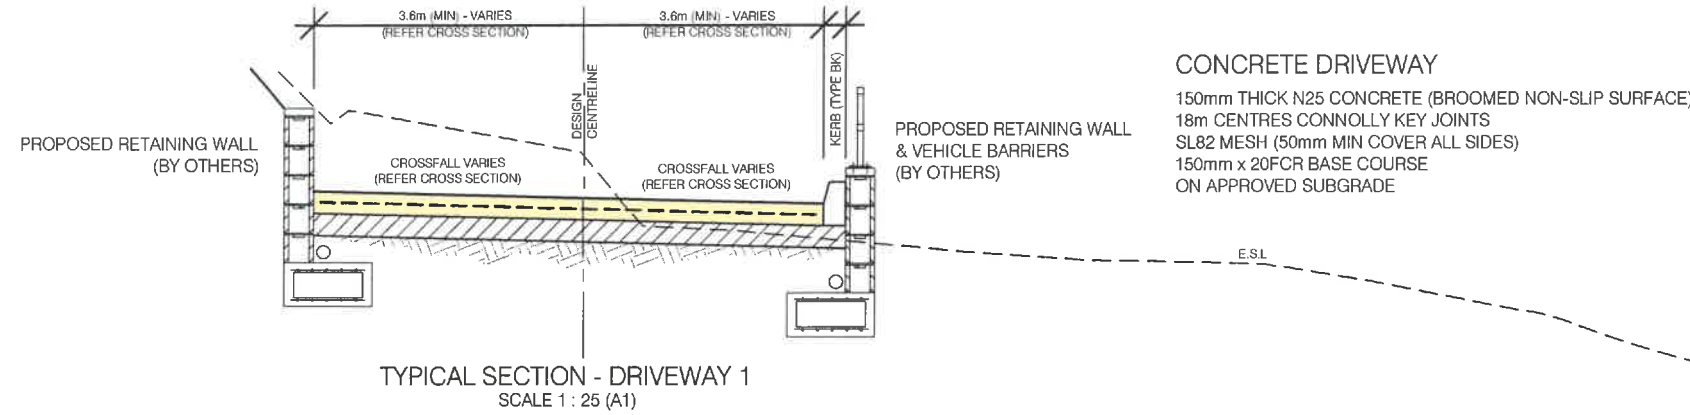 3.6m (MIN) - VARIES
(REFER CROSS SECTION)
3.6m (MIN) - VARIES
(REFER CROSS SECTION)
DESIGN
CENTRELINE
KERB (TYPE BK)
PROPOSED RETAINING WALL
(BY OTHERS)
CROSSFALL VARIES
(REFER CROSS SECTION)
CROSSFALL VARIES
(REFER CROSS SECTION)
PROPOSED RETAINING WALL
& VEHICLE BARRIERS
(BY OTHERS)
CONCRETE DRIVEWAY
150mm THICK N25 CONCRETE (BROOMED NON-SLIP SURFACE)
18m CENTRES CONNOLLY KEY JOINTS
SL82 MESH (50mm MIN COVER ALL SIDES)
150mm x 20FCR BASE COURSE
ON APPROVED SUBGRADE
E.S.L
TYPICAL SECTION - DRIVEWAY 1
SCALE 1 : 25 (A1)